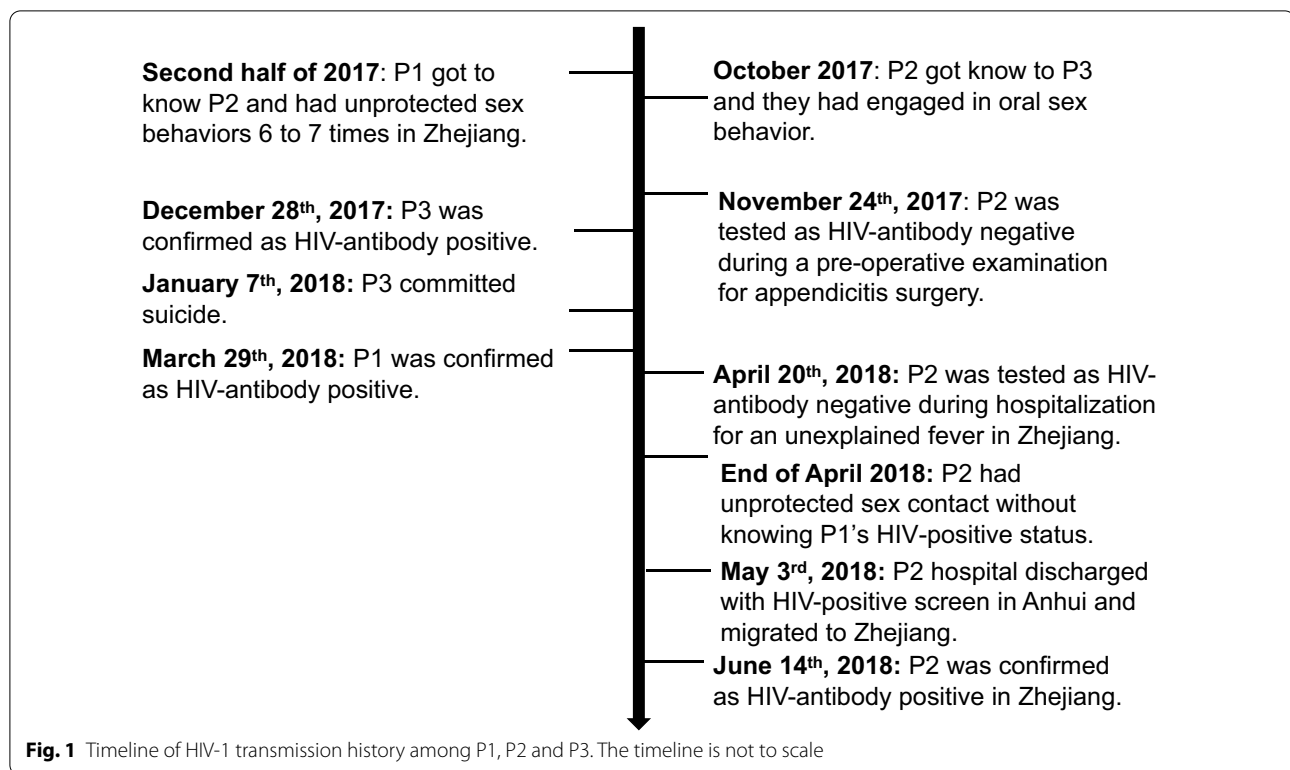 Second half of 2017: P1 got to
know P2 and had unprotected sex
behaviors 6 to 7 times in Zhejiang.
October 2017: P2 got know to P3
and they had engaged in oral sex
behavior.
November 24th, 2017: P2 was
tested as HIV-antibody negative
during a pre-operative examination
for appendicitis surgery.
December 28th, 2017: P3 was
confirmed as HIV-antibody positive.
January 7th, 2018: P3 committed
suicide.
March 29th, 2018: P1 was confirmed
as HIV-antibody positive.
April 20th, 2018: P2 was tested as HIV-
antibody negative during hospitalization
for an unexplained fever in Zhejiang.
End of April 2018: P2 had
unprotected sex contact without
knowing P1's HIV-positive status.
May 3rd, 2018: P2 hospital discharged
with HIV-positive screen in Anhui and
migrated to Zhejiang.
June 14th, 2018: P2 was confirmed
as HIV-antibody positive in Zhejiang.
Fig. 1 Timeline of HIV-1 transmission history among P1, P2 and P3. The timeline is not to scale